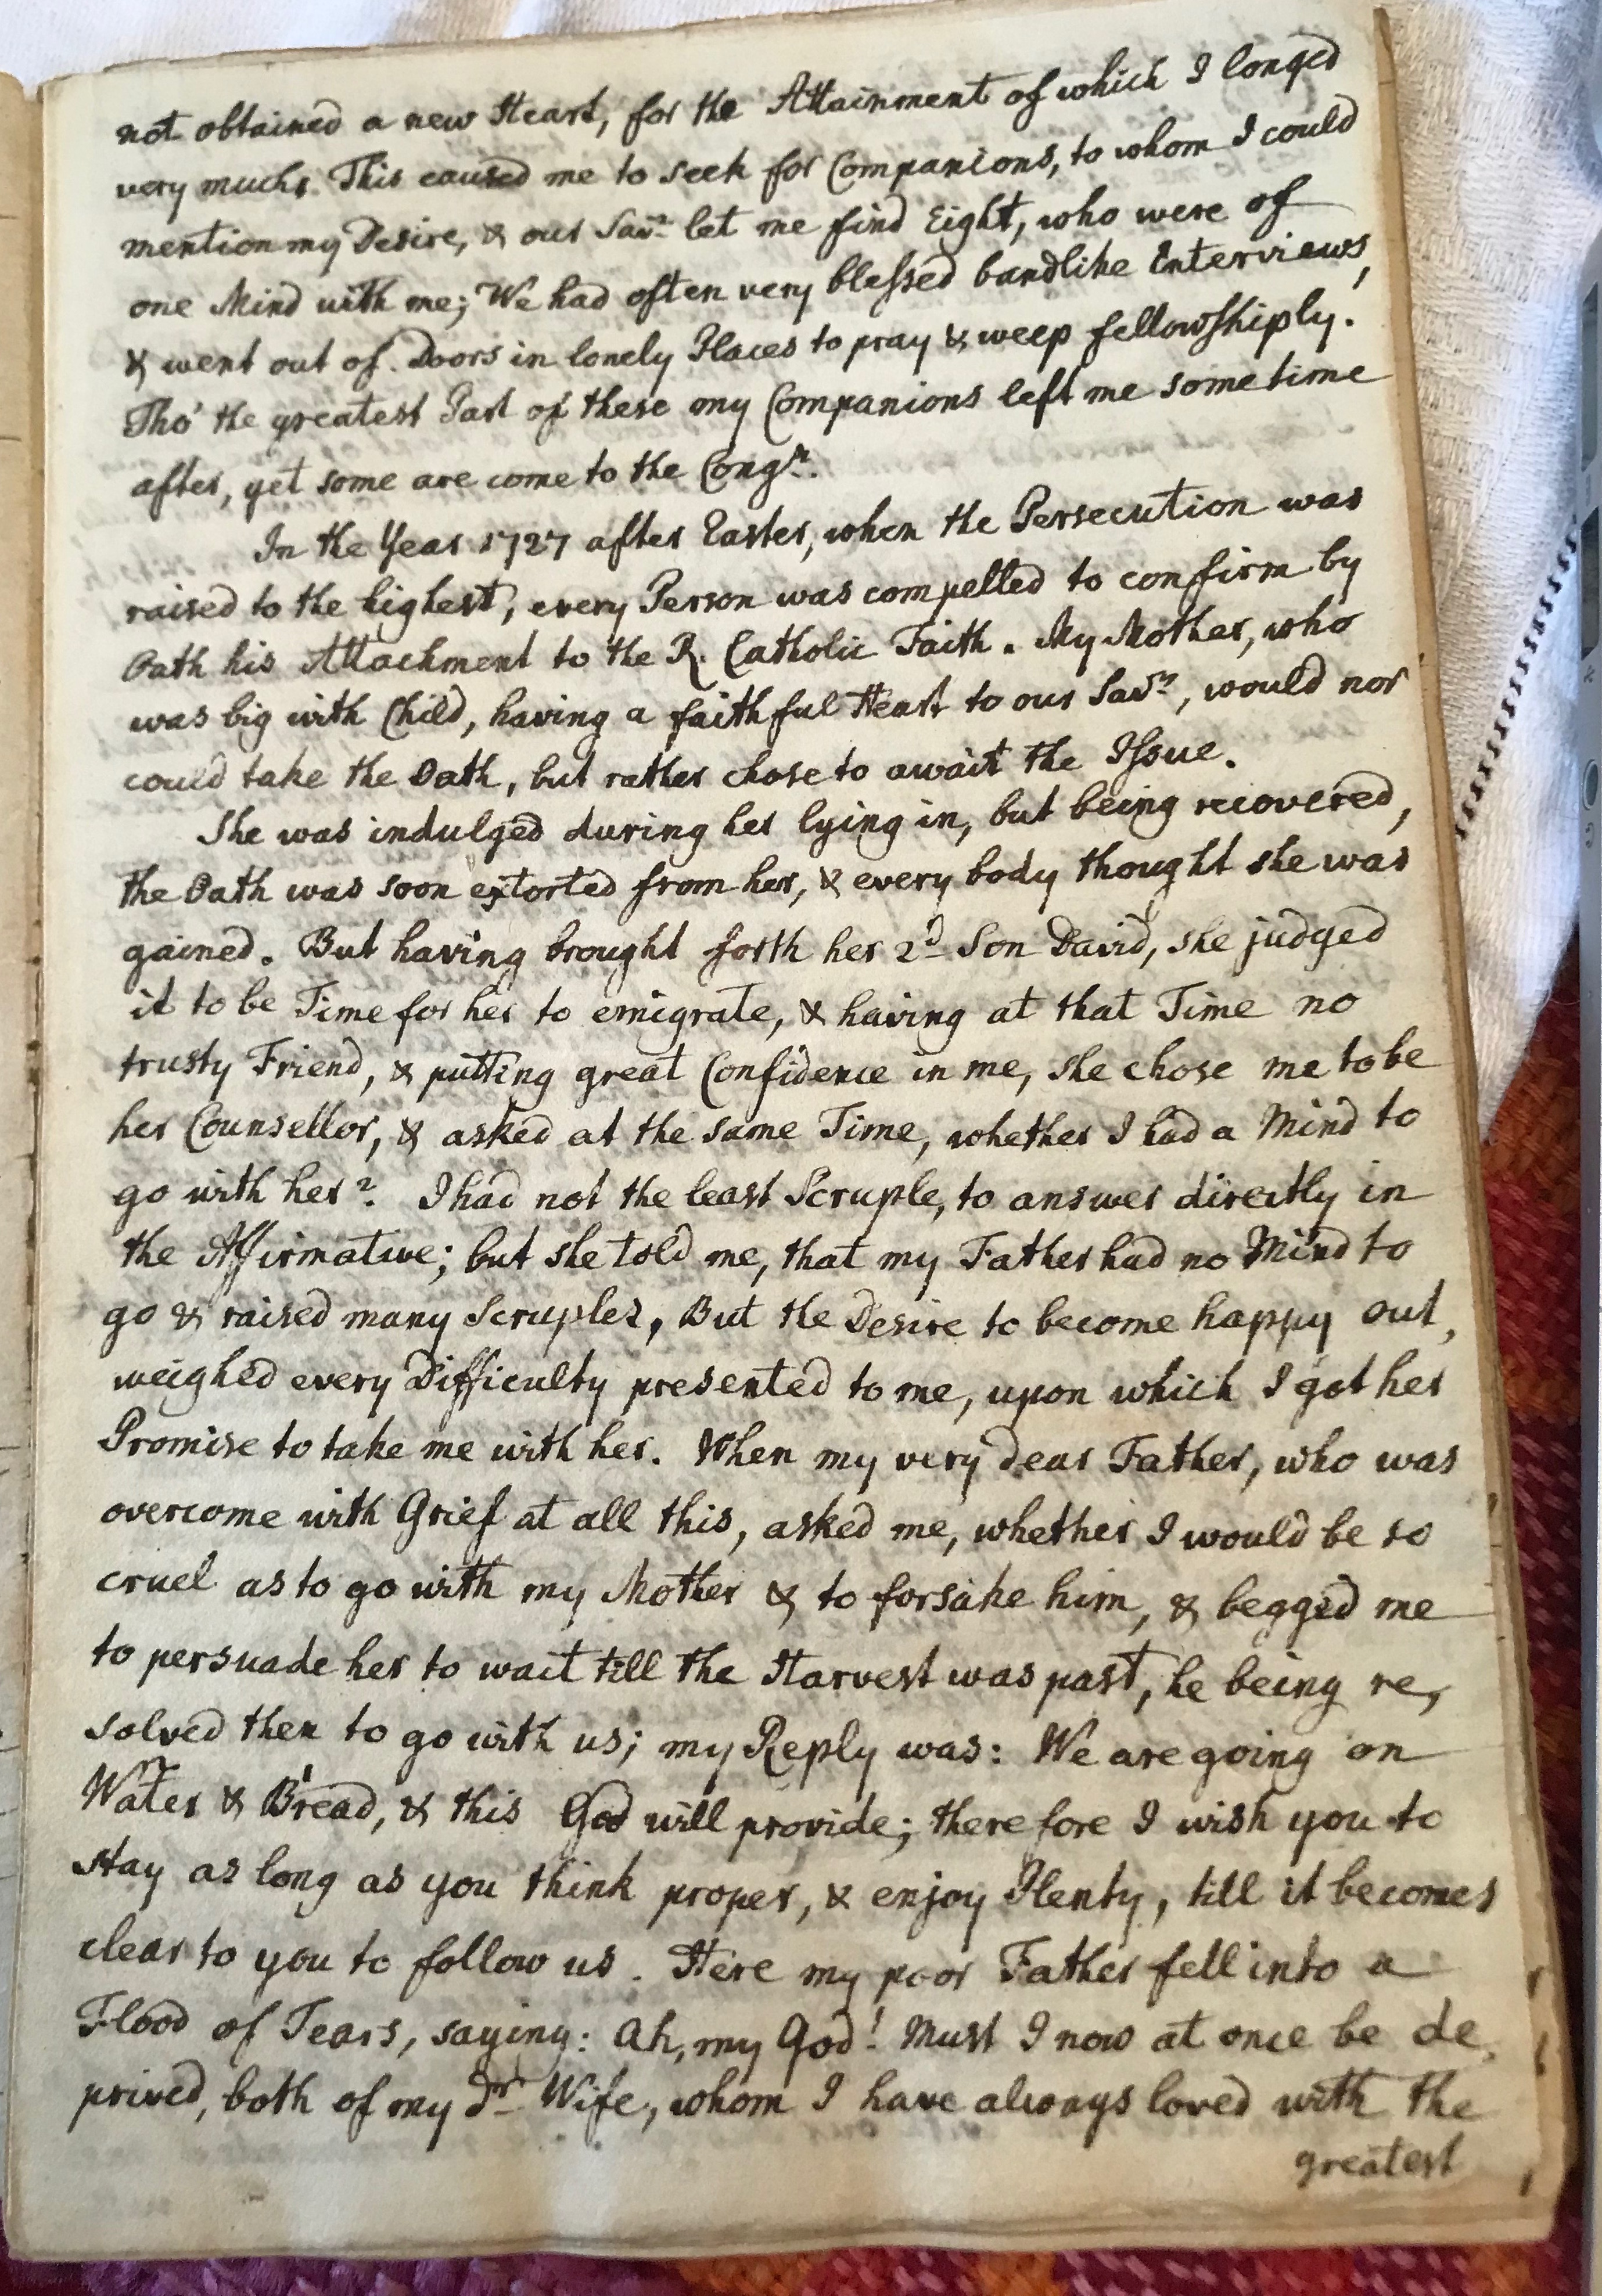 not obtained a new Heart, for the Attainment of which I longed
very much. This caused me to seek for Companions, to whom I could
mention my Desire, & our Savr. let me find Eight, who were of
one Mind with me; We had often very blessed bandlike Enterviews,
& went out of Doors in lonely Places to pray & weep fellowshiply.
Tho' the greatest Part of these my Companions left me sometime
after, yet some are come to the Congn.
In the Year 1727 after Easter, when the Persecution was
raised to the highest, every Person was compelled to confirm by
Oath his Attachment to the R. Catholic Faith. My Mother, who
was big with Child, having a faithful Heart to our Savr, would nor
could take the Oath, but rather chose to await the Issue.
She was indulged during her lying in, but being recovered,
the Oath was soon extorted from her, & every body thought she was
gained. But having brought forth her 2d Son David, she judged
it to be Time for her to emigrate, & having at that Time no
trusty Friend, & putting great Confidence in me, she chose me to be
her Counsellor, & asked at the same Time, whether I had a Mind to
go with her?. I had not the least Scruple, to answer directly in
the Affirmative; but she told me, that my Father had no Mind to
go & raised many Scruples, But the Desire to become happy out,
weighed every Difficulty presented to me, upon which I got her
Promise to take me with her. When my very dear Father, who was
overcome with Grief at all this, asked me, whether I would be so
cruel as to go with my Mother & to forsake him, & begged me
to persuade her to wait till the Harvest was past, he being re,
solved then to go with us; my Reply was: We are going on
Water & Bread, & this God will provide; therefore I wish you to
stay as long as you think proper, & enjoy Plenty, till it becomes
clear to you to follow us. Here my poor Father fell into a
Flood of Tears, saying: Ah, my God! Must I now at once be de,
prived, both of my dr Wife, whom I have always loved with the
greatest